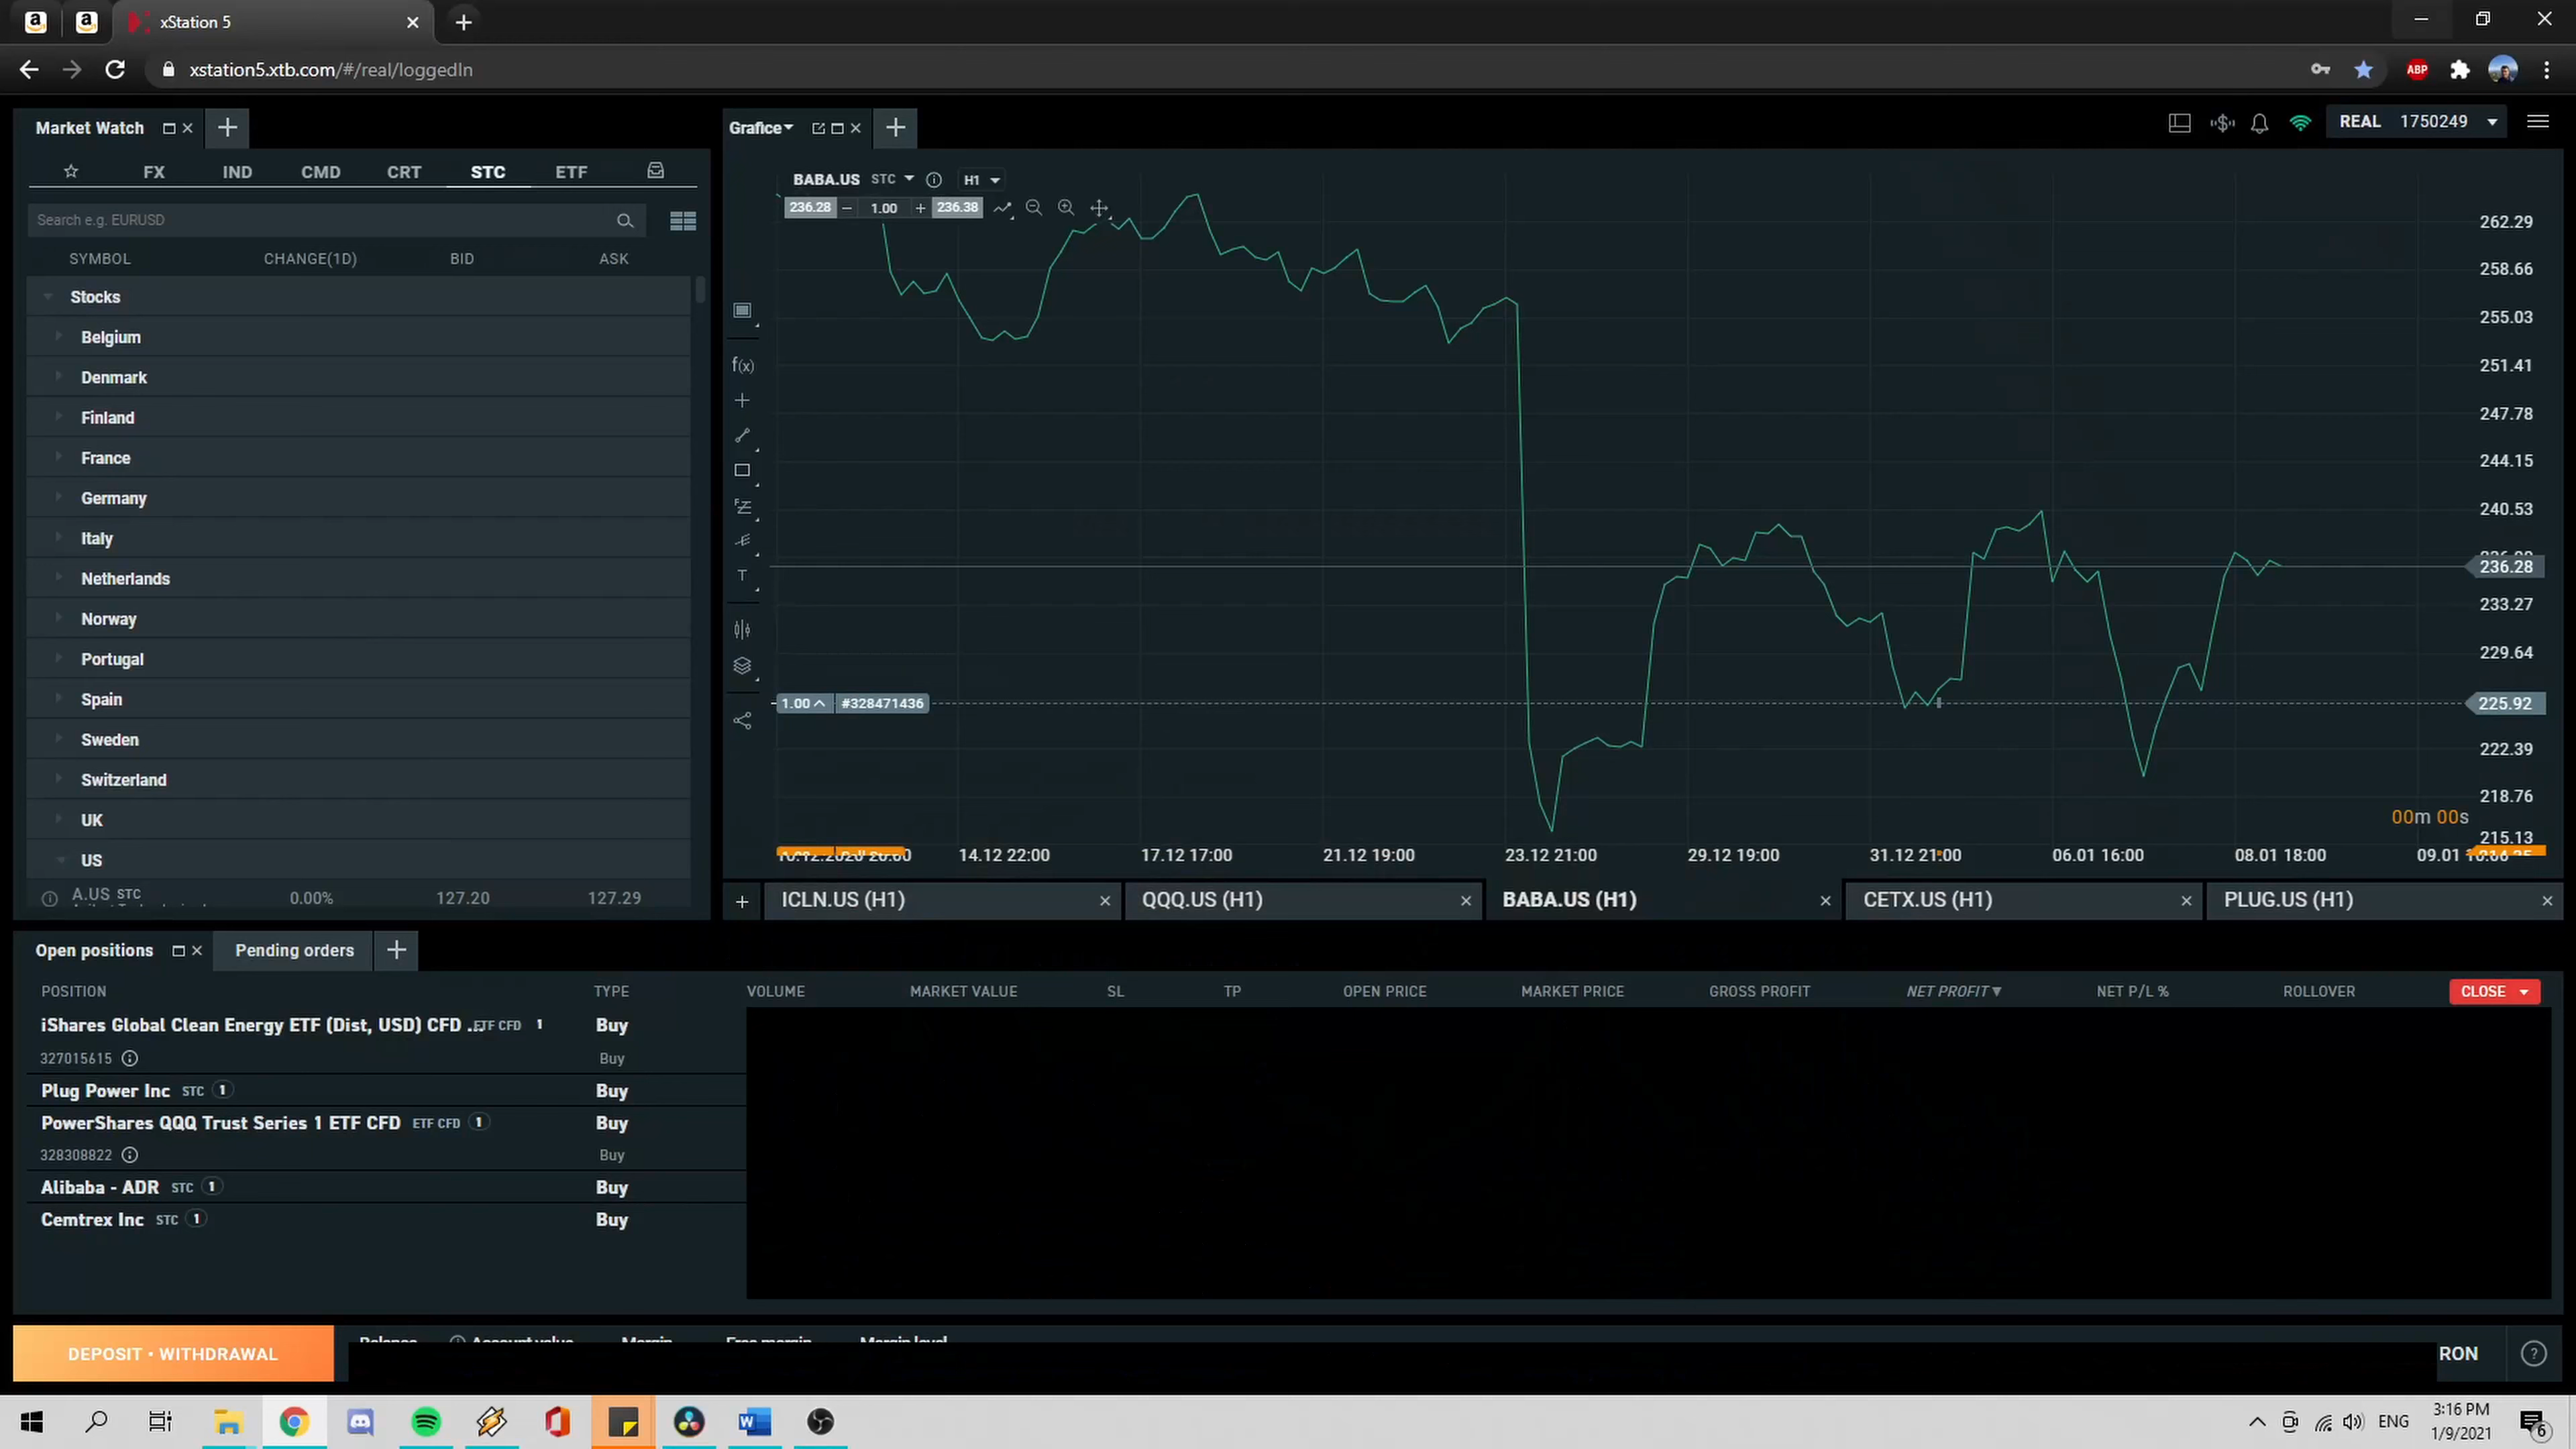 xStation 5
xstation5.xtb.com/#/real/loggedIn
ABP
Market Watch
FX IND CMD CRT STC ETF
Search e.g. EURUSD
SYMBOL CHANGE(1D) BID ASK
Stocks
Belgium
Denmark
Finland
France
Germany
Italy
Netherlands
Norway
Portugal
Spain
Sweden
Switzerland
UK
US
A.US STC 0.00% 127.20 127.29
Grafice
REAL 1750249
BABA.US STC H1
236.28 1.00 236.38
f(x)
T
262.29
258.66
255.03
251.41
247.78
244.15
240.53
236.28
233.27
229.64
1.00 #328471436
225.92
222.39
218.76
00m 00s
215.13
14.12 22:00 17.12 17:00 21.12 19:00 23.12 21:00 29.12 19:00 31.12 21:00 06.01 16:00 08.01 18:00 09.01
ICLN.US (H1) QQQ.US (H1) BABA.US (H1) CETX.US (H1) PLUG.US (H1)
Open positions Pending orders
POSITION TYPE VOLUME MARKET VALUE SL TP OPEN PRICE MARKET PRICE GROSS PROFIT NET PROFIT NET P/L % ROLLOVER CLOSE
iShares Global Clean Energy ETF (Dist, USD) CFD ... ETF CFD 1 Buy
327015615 Buy
Plug Power Inc STC 1 Buy
PowerShares QQQ Trust Series 1 ETF CFD ETF CFD 1 Buy
328308822 Buy
Alibaba - ADR STC 1 Buy
Cemtrex Inc STC 1 Buy
DEPOSIT • WITHDRAWAL
Balance Account value Margin Free margin Margin level
RON
ENG
3:16 PM
1/9/2021
6